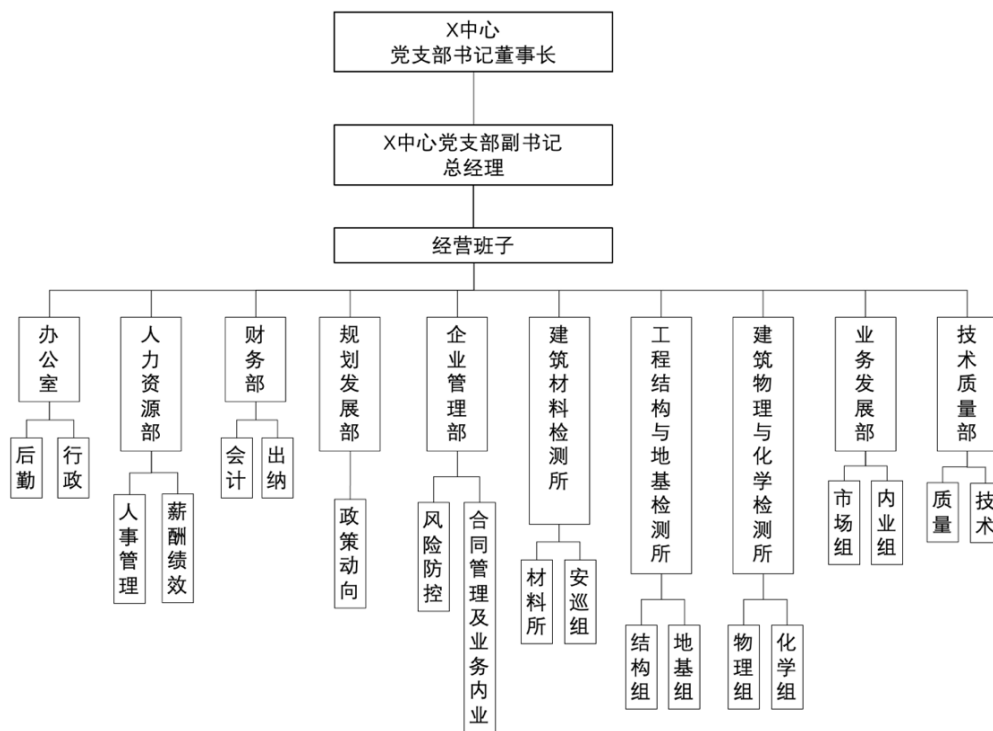 X中心
党支部书记董事长
X中心党支部副书记
总经理
经营班子
办公室
人力资源部
财务部
规划发展部
企业管理部
建筑材料检测所
工程结构与地基检测所
建筑物理与化学检测所
业务发展部
技术质量部
后勤
行政
人事管理
薪酬绩效
会计
出纳
政策动向
风险防控
合同管理及业务内业
材料所
安巡组
结构组
地基组
物理组
化学组
市场组
内业组
质量
技术